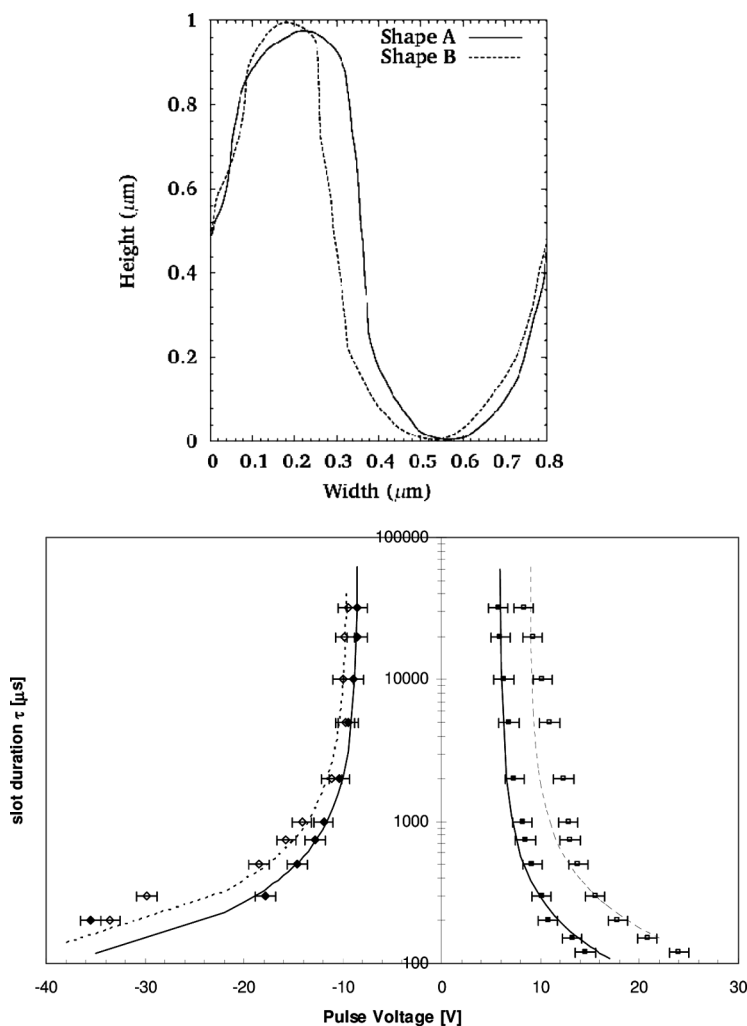 1
Shape A
Shape B
0.8
0.6
0.4
0.2
0
Height (μm)
0 0.1 0.2 0.3 0.4 0.5 0.6 0.7 0.8
Width (μm)
100000
10000
1000
100
slot duration τ [μs]
-40 -30 -20 -10 0 10 20 30
Pulse Voltage [V]